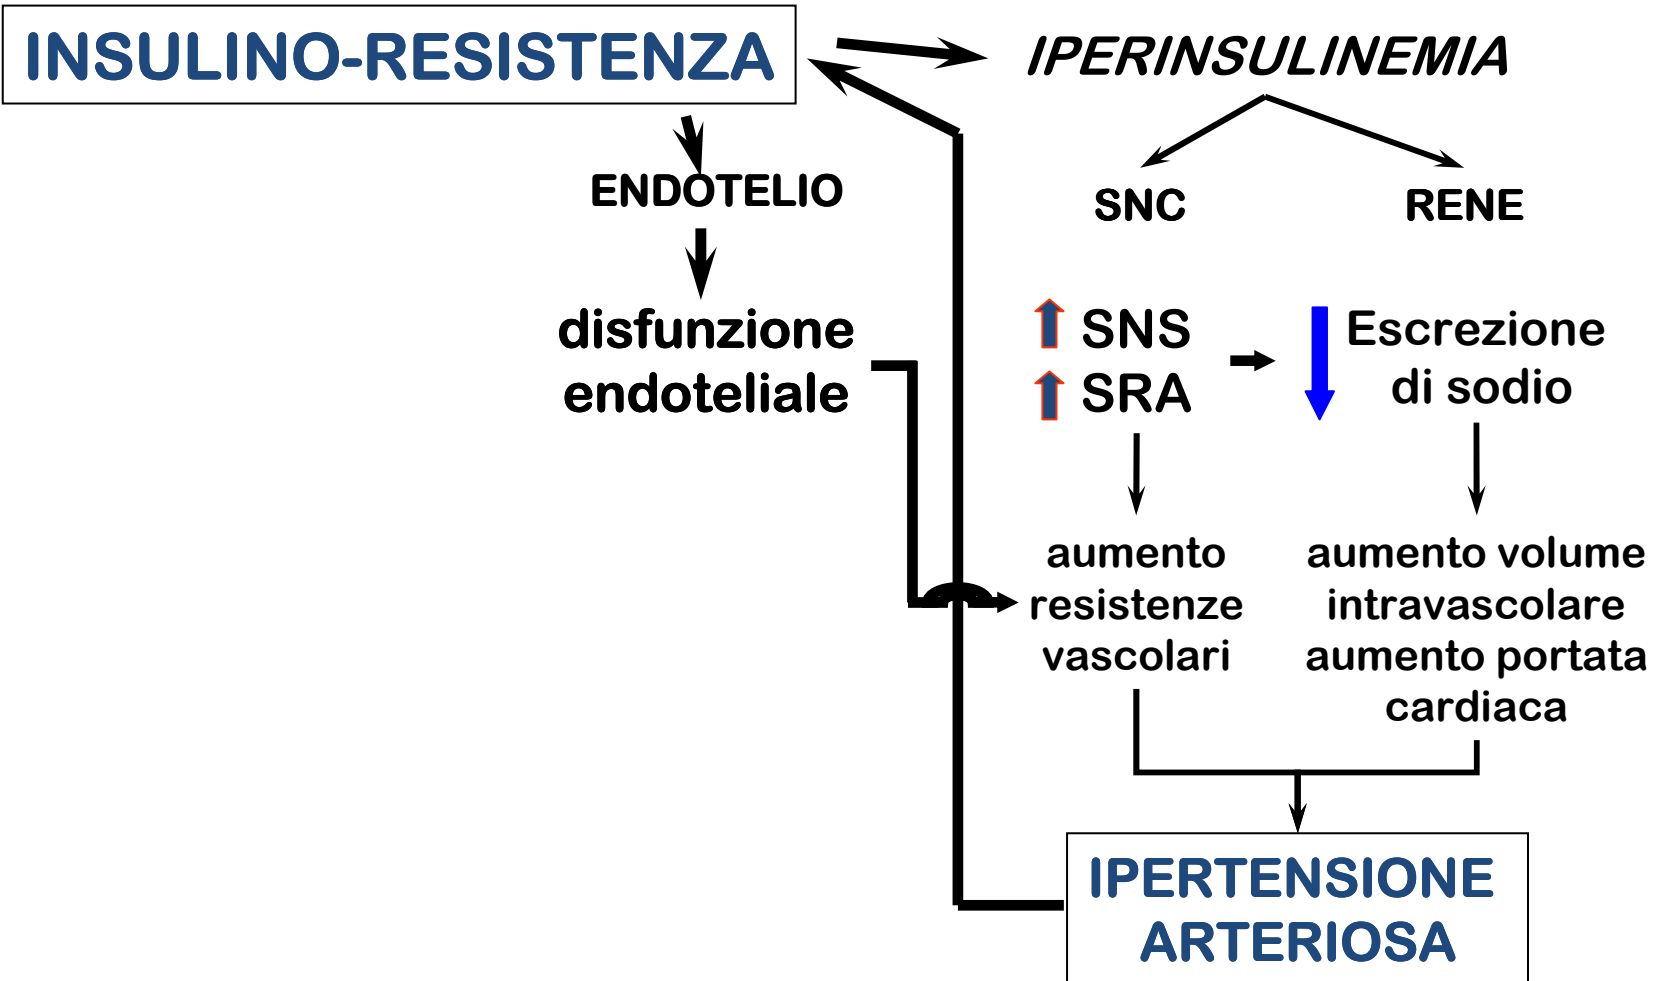 INSULINO-RESISTENZA
IPERINSULINEMIA
ENDOTELIO
SNC
RENE
disfunzione
endoteliale
SNS
SRA
Escrezione
di sodio
aumento
resistenze
vascolari
aumento volume
intravascolare
aumento portata
cardiaca
IPERTENSIONE
ARTERIOSA